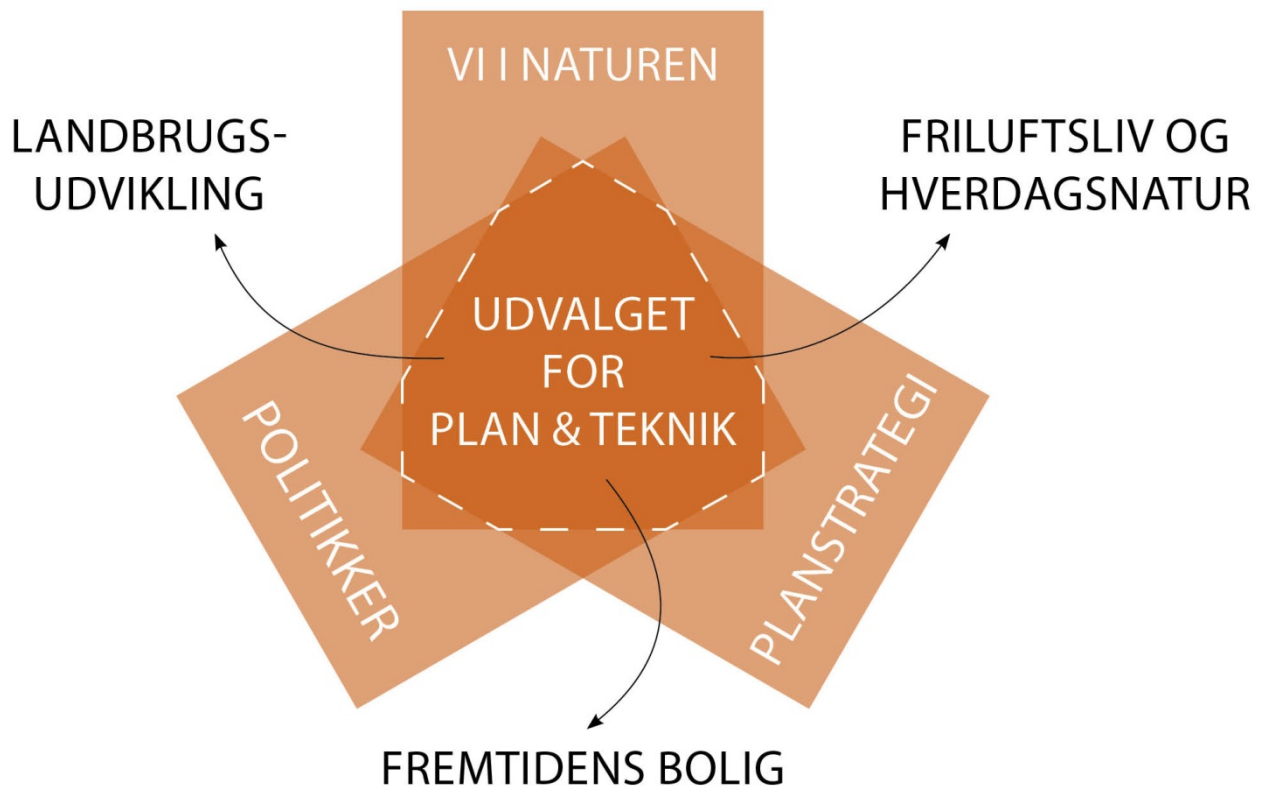 VI I NATUREN
LANDBRUGS-
UDVIKLING
FRILUFTSLIV OG
HVERDAGSNATUR
UDVALGET
FOR
PLAN & TEKNIK
POLITIKKER
PLANSTRATEGI
FREMTIDENS BOLIG